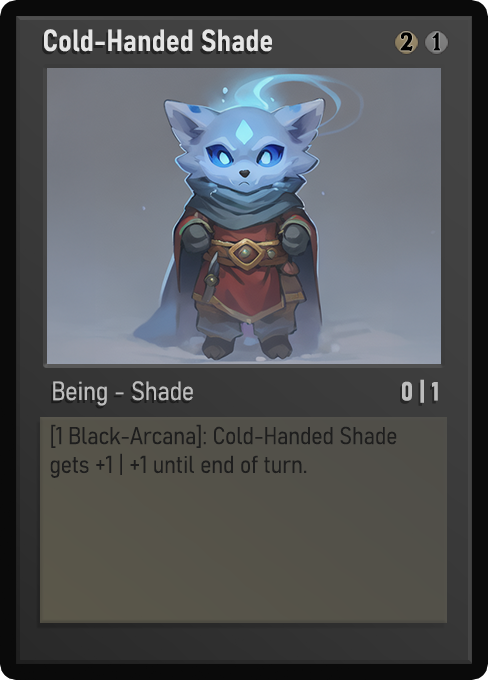 Cold-Handed Shade 2 1
Being - Shade 0|1
[1 Black-Arcana]: Cold-Handed Shade
gets +1 | +1 until end of turn.